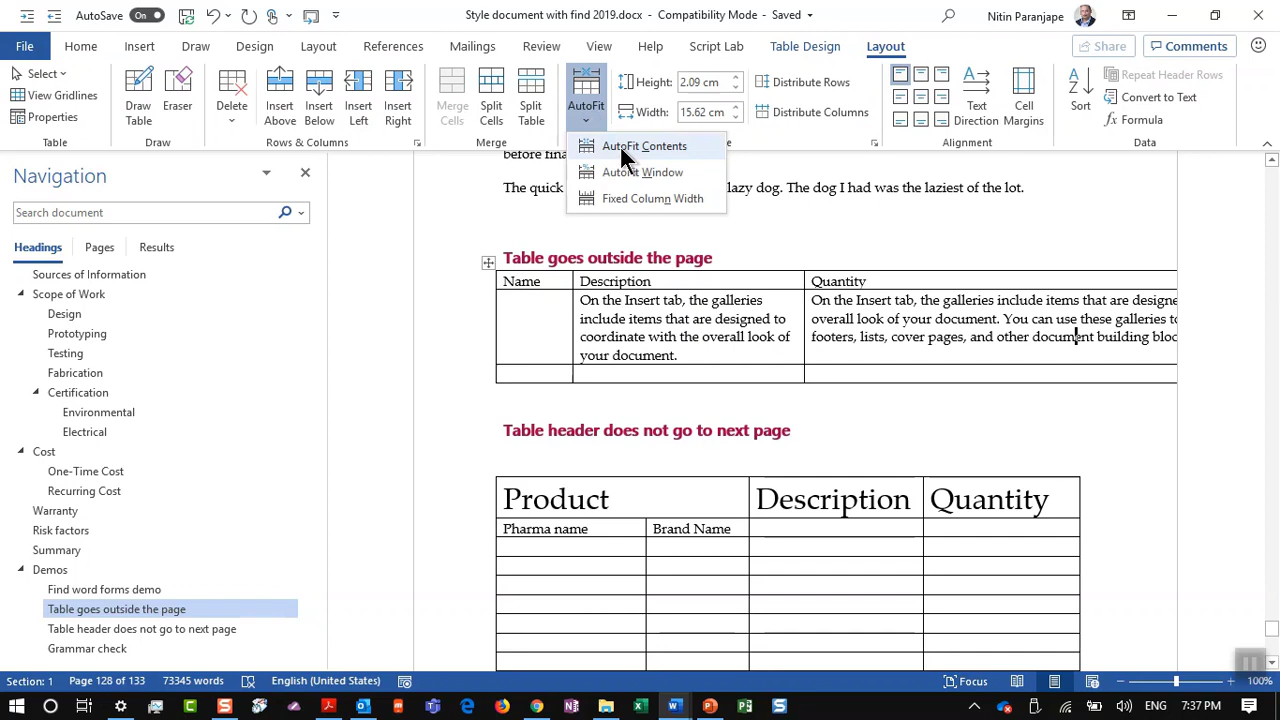 AutoSave On Style document with find 2019.docx - Compatibility Mode - Saved Nitin Paranjape
File Home Insert Draw Design Layout References Mailings Review View Help Script Lab Table Design Layout Share Comments
Select
View Gridlines
Properties
Draw Table
Eraser
Delete
Insert Above
Insert Below
Insert Left
Insert Right
Merge Cells
Split Cells
Split Table
AutoFit
Height: 2.09 cm
Width: 15.62 cm
Distribute Rows
Distribute Columns
Text Direction
Cell Margins
Sort
Repeat Header Rows
Convert to Text
Formula
Table
Draw
Rows & Columns
Merge
Alignment
Data
AutoFit Contents
AutoFit Window
Fixed Column Width
Navigation
Search document
Headings Pages Results
Sources of Information
Scope of Work
Design
Prototyping
Testing
Fabrication
Certification
Environmental
Electrical
Cost
One-Time Cost
Recurring Cost
Warranty
Risk factors
Summary
Demos
Find word forms demo
Table goes outside the page
Table header does not go to next page
Grammar check
before fina
The quick lazy dog. The dog I had was the laziest of the lot.
Table goes outside the page
Name Description Quantity
On the Insert tab, the galleries
include items that are designed to
coordinate with the overall look of
your document.
On the Insert tab, the galleries include items that are designe
overall look of your document. You can use these galleries to
footers, lists, cover pages, and other document building bloc
Table header does not go to next page
Product Description Quantity
Pharma name Brand Name
Section: 1 Page 128 of 133 73345 words English (United States) Focus 100%
ENG 7:37 PM